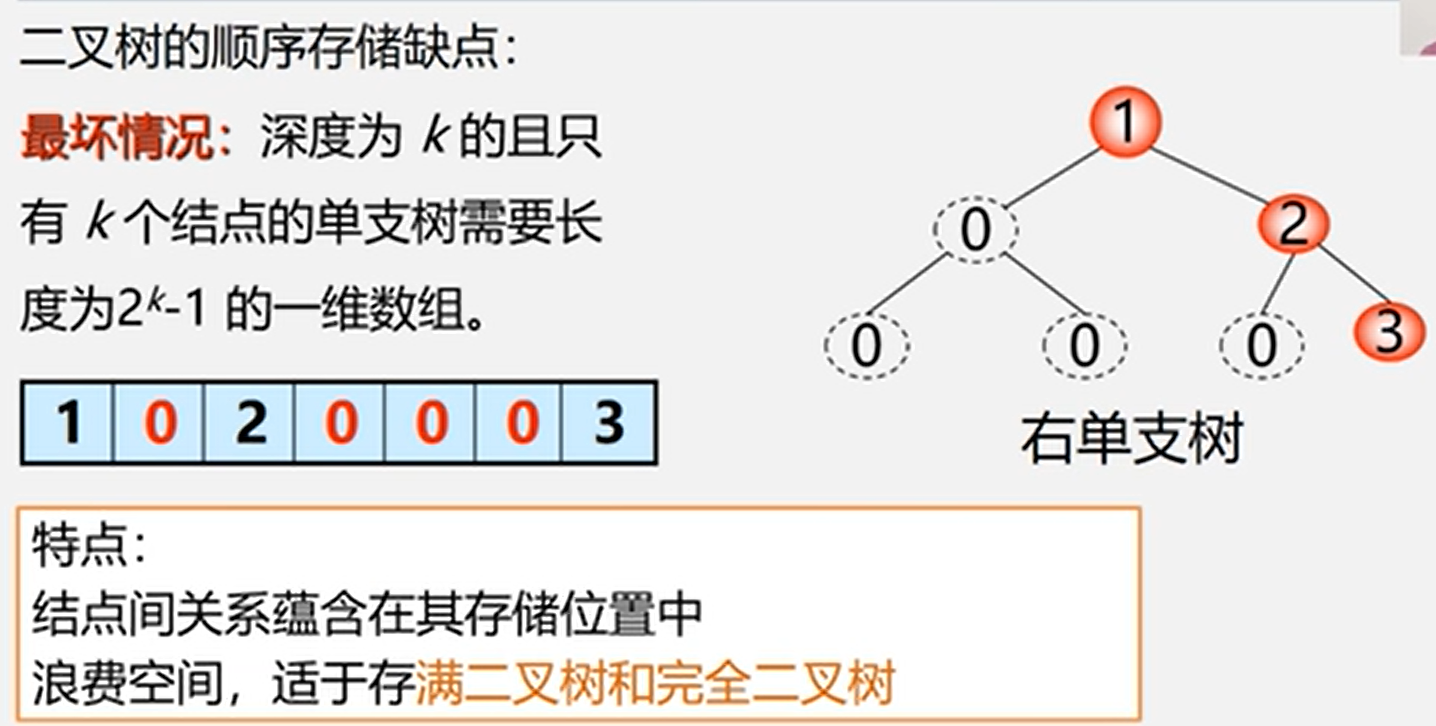 二叉树的顺序存储缺点：
最坏情况：深度为 k 的且只
有 k 个结点的单支树需要长
度为2ᵏ-1 的一维数组。
1 0 2 0 0 0 3
1
0 2
0 0 0 3
右单支树
特点：
结点间关系蕴含在其存储位置中
浪费空间，适于存满二叉树和完全二叉树